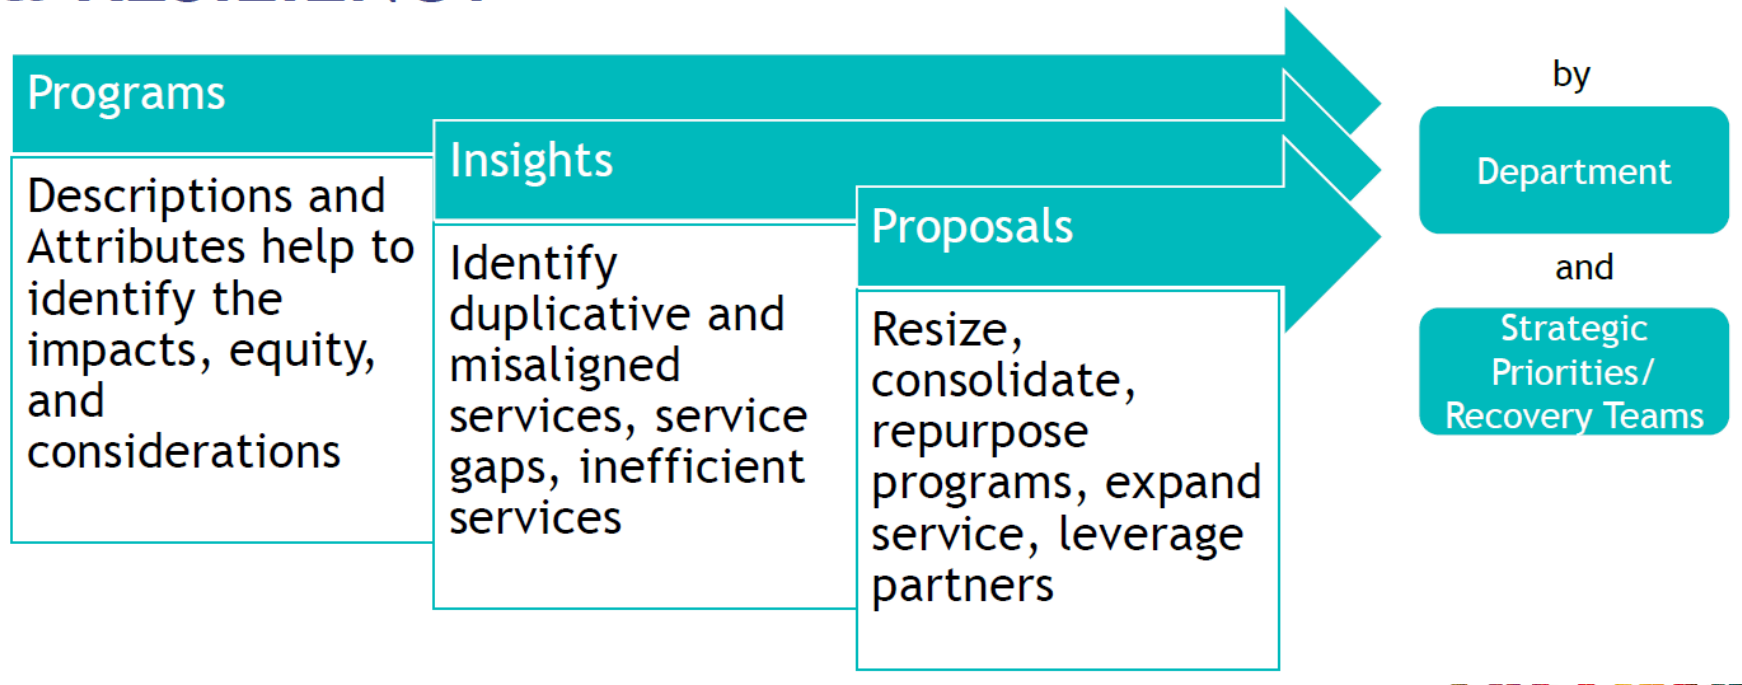 Programs
Descriptions and
Attributes help to
identify the
impacts, equity,
and
considerations
Insights
Identify
duplicative and
misaligned
services, service
gaps, inefficient
services
Proposals
Resize,
consolidate,
repurpose
programs, expand
service, leverage
partners
by
Department
and
Strategic
Priorities/
Recovery Teams